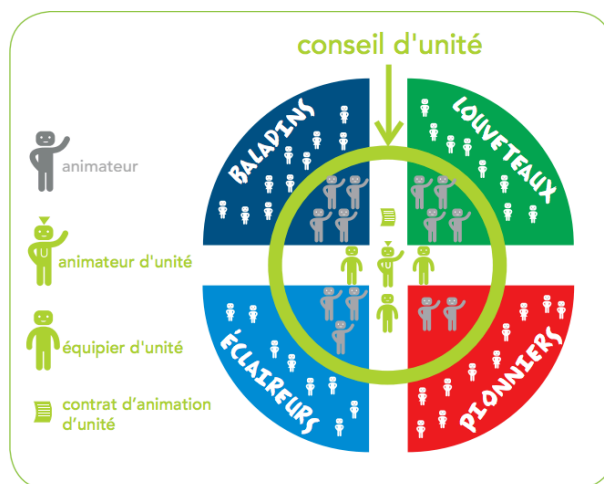 conseil d'unité
BALADINS
LOUVETEAUX
animateur
animateur d'unité
équipier d'unité
contrat d'animation
d'unité
ÉCLAIREURS
PIONNIERS